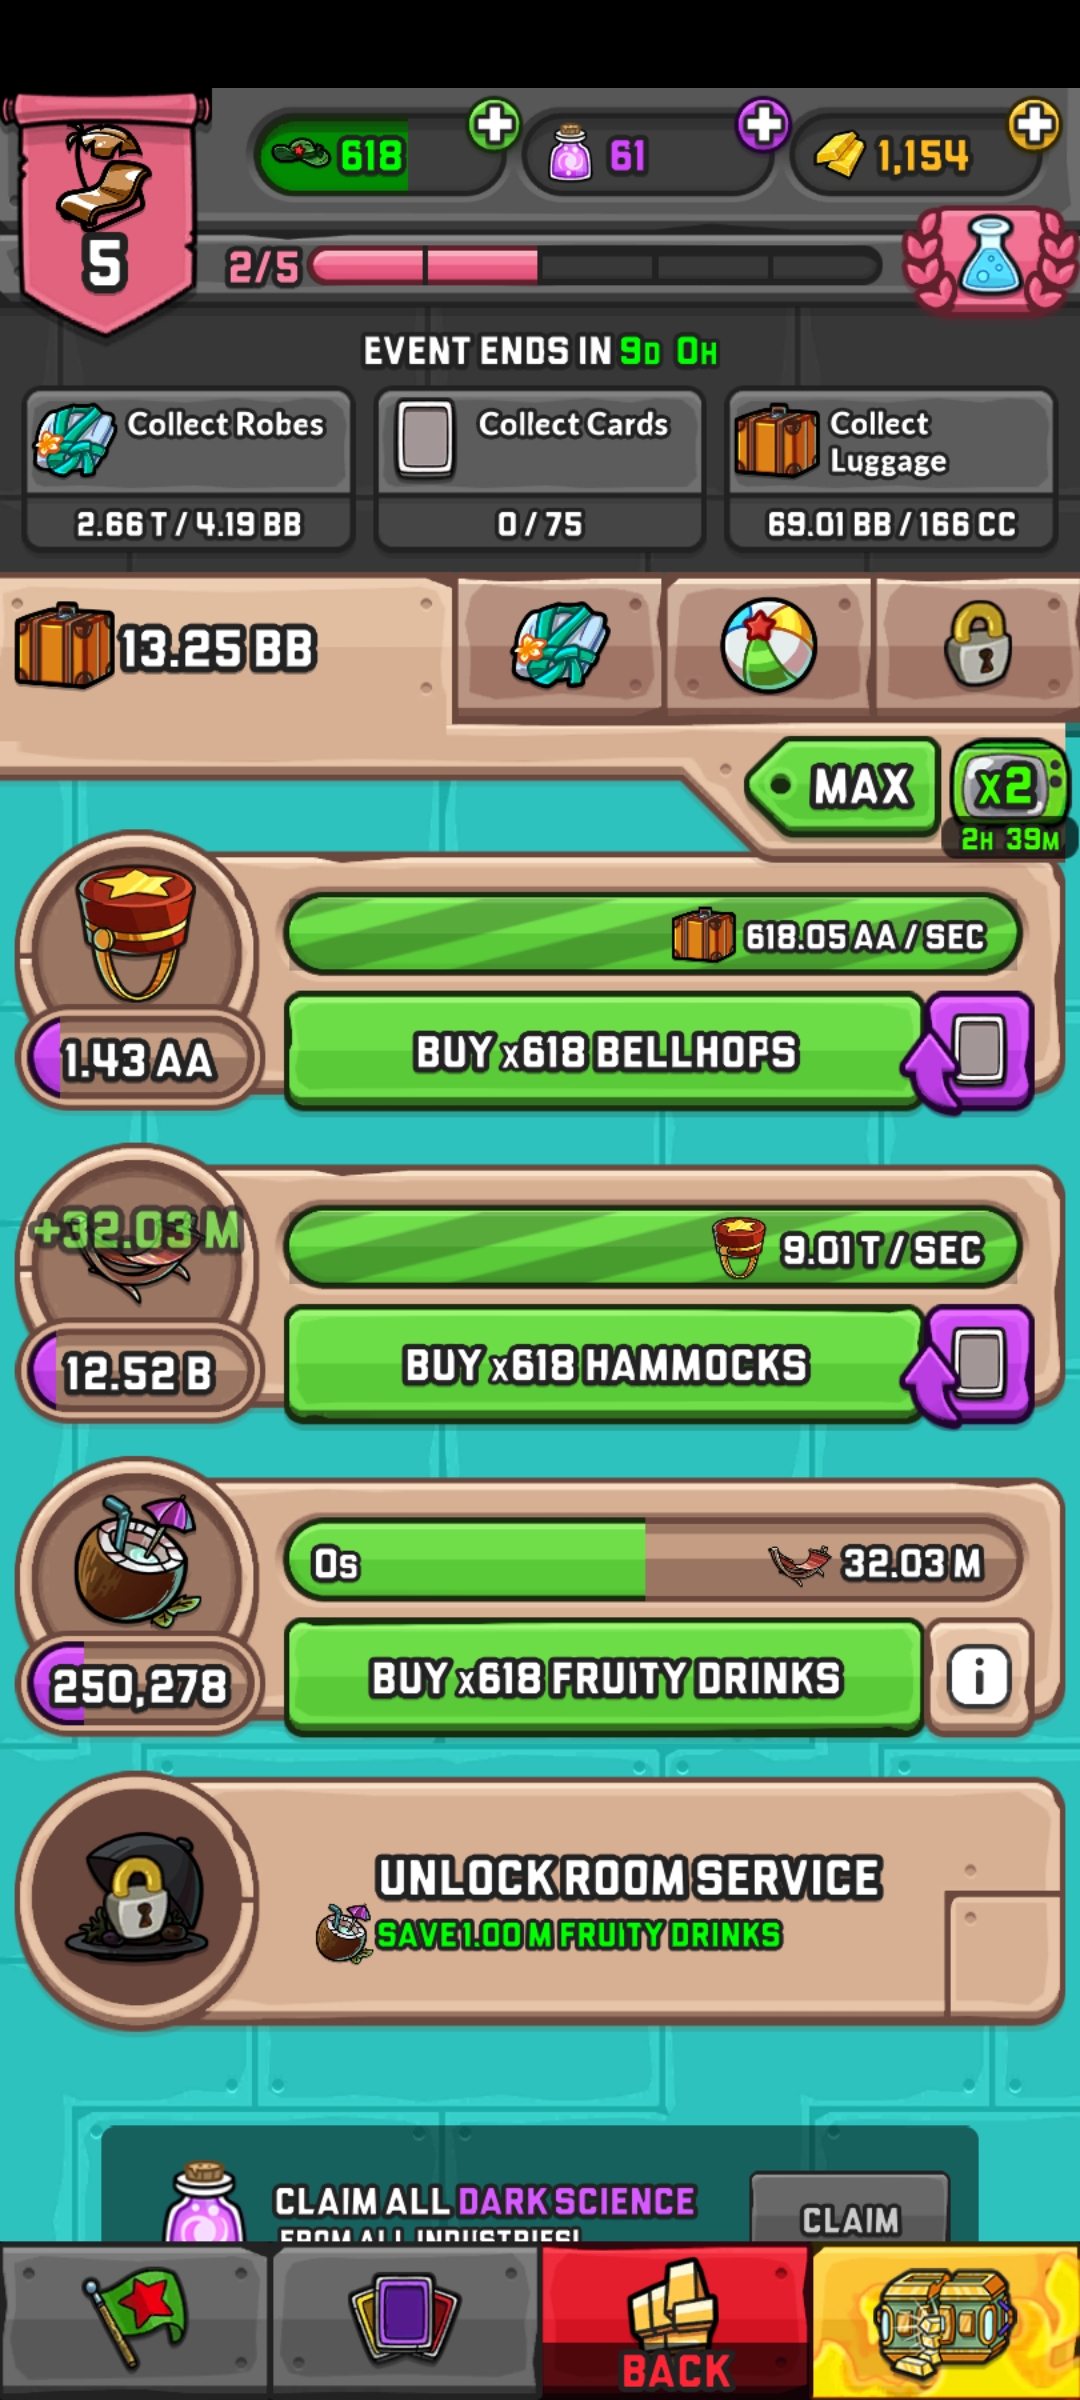 618
61
1,154
5
2/5
EVENT ENDS IN 9D 0H
Collect Robes
2.66 T / 4.19 BB
Collect Cards
0 / 75
Collect
Luggage
69.01 BB / 166 CC
13.25 BB
MAX
x2
2H 39M
618.05 AA / SEC
BUY x618 BELLHOPS
1.43 AA
+32.03 M
9.01 T / SEC
BUY x618 HAMMOCKS
12.52 B
0s
32.03 M
BUY x618 FRUITY DRINKS
i
250,278
UNLOCK ROOM SERVICE
SAVE 1.00 M FRUITY DRINKS
CLAIM ALL DARK SCIENCE
FROM ALL INDUSTRIES!
CLAIM
BACK